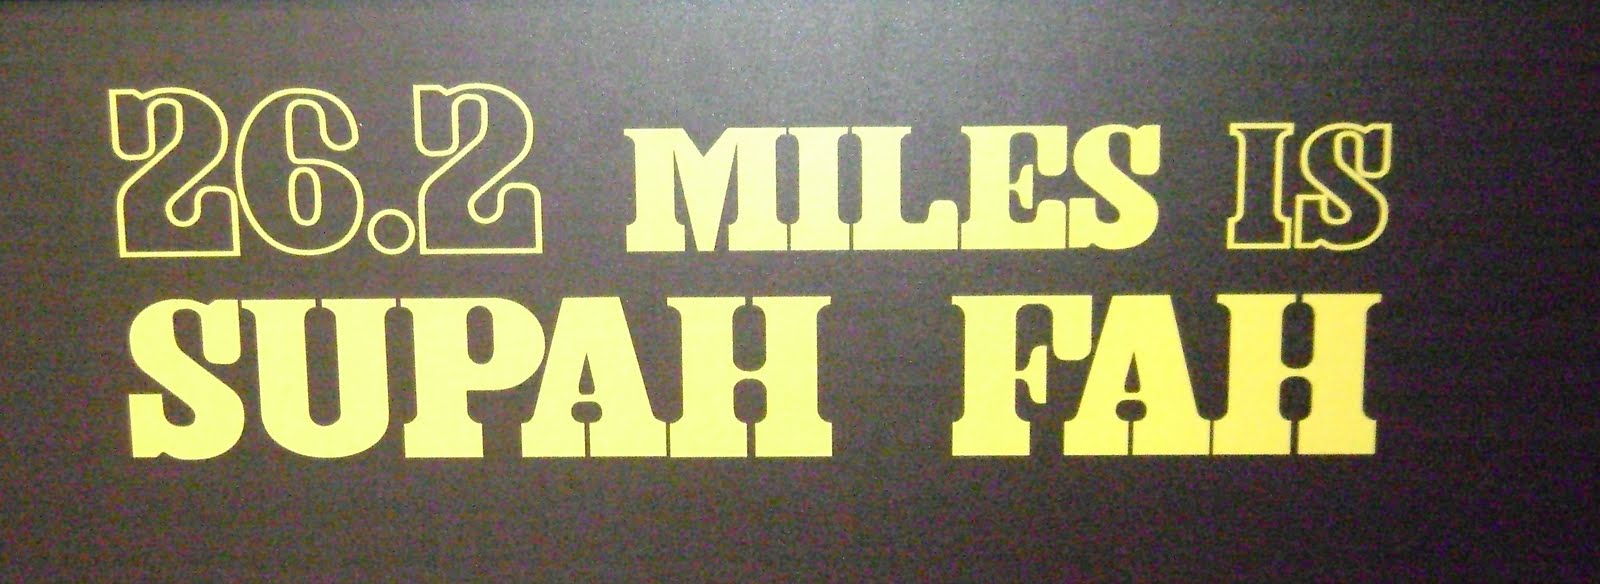 26.2 MILES IS
SUPAH FAH